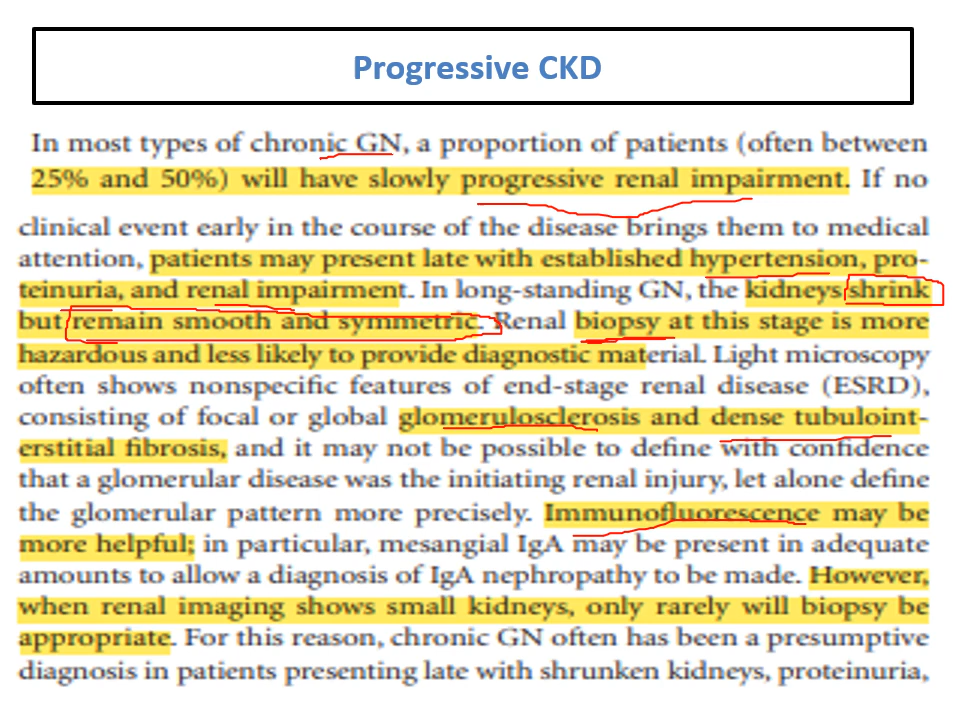 Progressive CKD
In most types of chronic GN, a proportion of patients (often between
25% and 50%) will have slowly progressive renal impairment. If no
clinical event early in the course of the disease brings them to medical
attention, patients may present late with established hypertension, pro-
teinuria, and renal impairment. In long-standing GN, the kidneys shrink
but remain smooth and symmetric. Renal biopsy at this stage is more
hazardous and less likely to provide diagnostic material. Light microscopy
often shows nonspecific features of end-stage renal disease (ESRD),
consisting of focal or global glomerulosclerosis and dense tubuloint-
erstitial fibrosis, and it may not be possible to define with confidence
that a glomerular disease was the initiating renal injury, let alone define
the glomerular pattern more precisely. Immunofluorescence may be
more helpful; in particular, mesangial IgA may be present in adequate
amounts to allow a diagnosis of IgA nephropathy to be made. However,
when renal imaging shows small kidneys, only rarely will biopsy be
appropriate. For this reason, chronic GN often has been a presumptive
diagnosis in patients presenting late with shrunken kidneys, proteinuria,